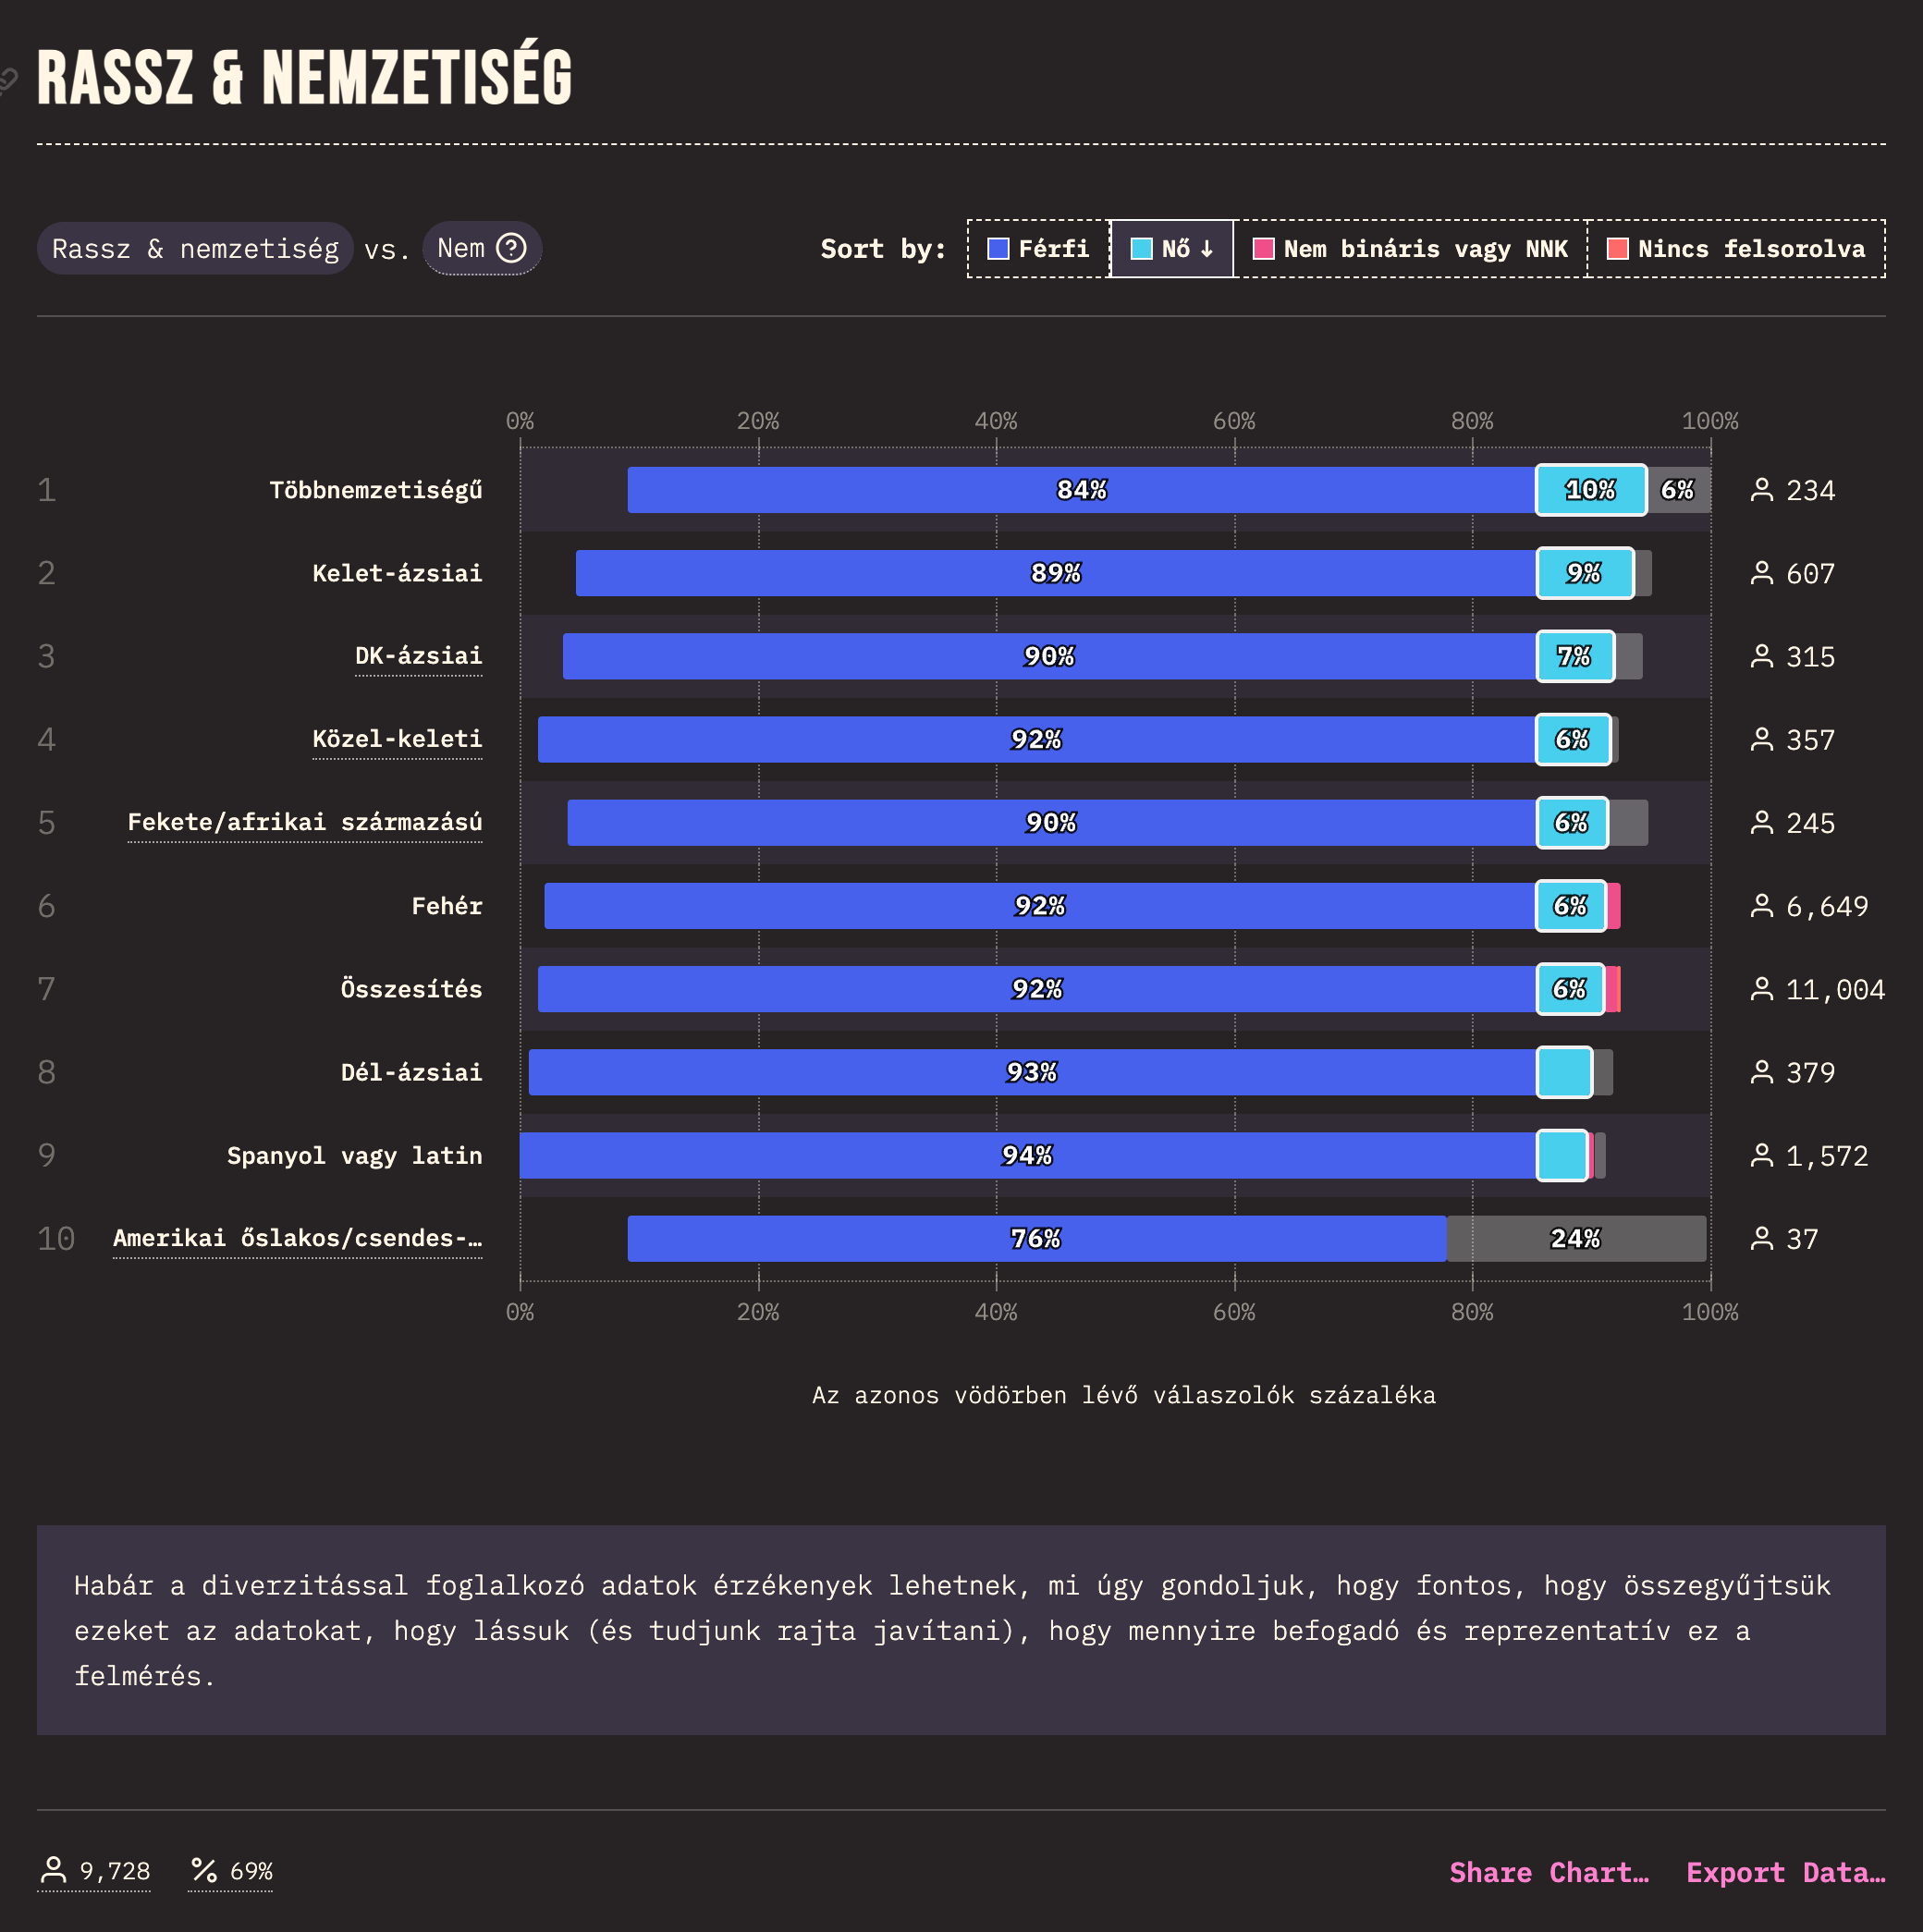 RASSZ & NEMZETISÉG
Rassz & nemzetiség vs. Nem ?
Sort by: Férfi Nő ↓ Nem bináris vagy NNK Nincs felsorolva
0% 20% 40% 60% 80% 100%
1 Többnemzetiségű 84% 10% 6% 234
2 Kelet-ázsiai 89% 9% 607
3 DK-ázsiai 90% 7% 315
4 Közel-keleti 92% 6% 357
5 Fekete/afrikai származású 90% 6% 245
6 Fehér 92% 6% 6,649
7 Összesítés 92% 6% 11,004
8 Dél-ázsiai 93% 379
9 Spanyol vagy latin 94% 1,572
10 Amerikai őslakos/csendes-… 76% 24% 37
0% 20% 40% 60% 80% 100%
Az azonos vödörben lévő válaszolók százaléka
Habár a diverzitással foglalkozó adatok érzékenyek lehetnek, mi úgy gondoljuk, hogy fontos, hogy összegyűjtsük
ezeket az adatokat, hogy lássuk (és tudjunk rajta javítani), hogy mennyire befogadó és reprezentatív ez a
felmérés.
9,728 % 69% Share Chart… Export Data…